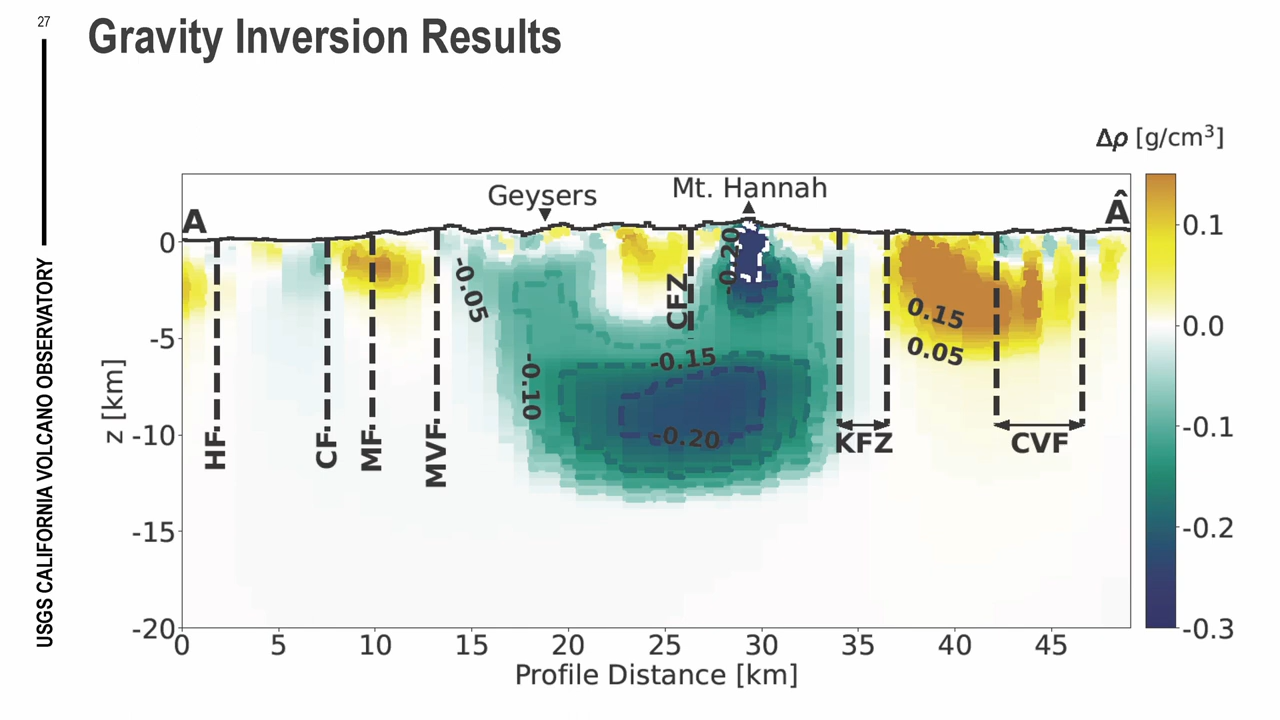 27
Gravity Inversion Results
USGS CALIFORNIA VOLCANO OBSERVATORY
Δρ [g/cm³]
Geysers
Mt. Hannah
A
Â
0
-5
-10
-15
-20
z [km]
0 5 10 15 20 25 30 35 40 45
Profile Distance [km]
HF
CF
MF
MVF
CFZ
KFZ
CVF
-0.05
-0.10
-0.15
-0.20
-0.20
0.15
0.05
0.1
0.0
-0.1
-0.2
-0.3